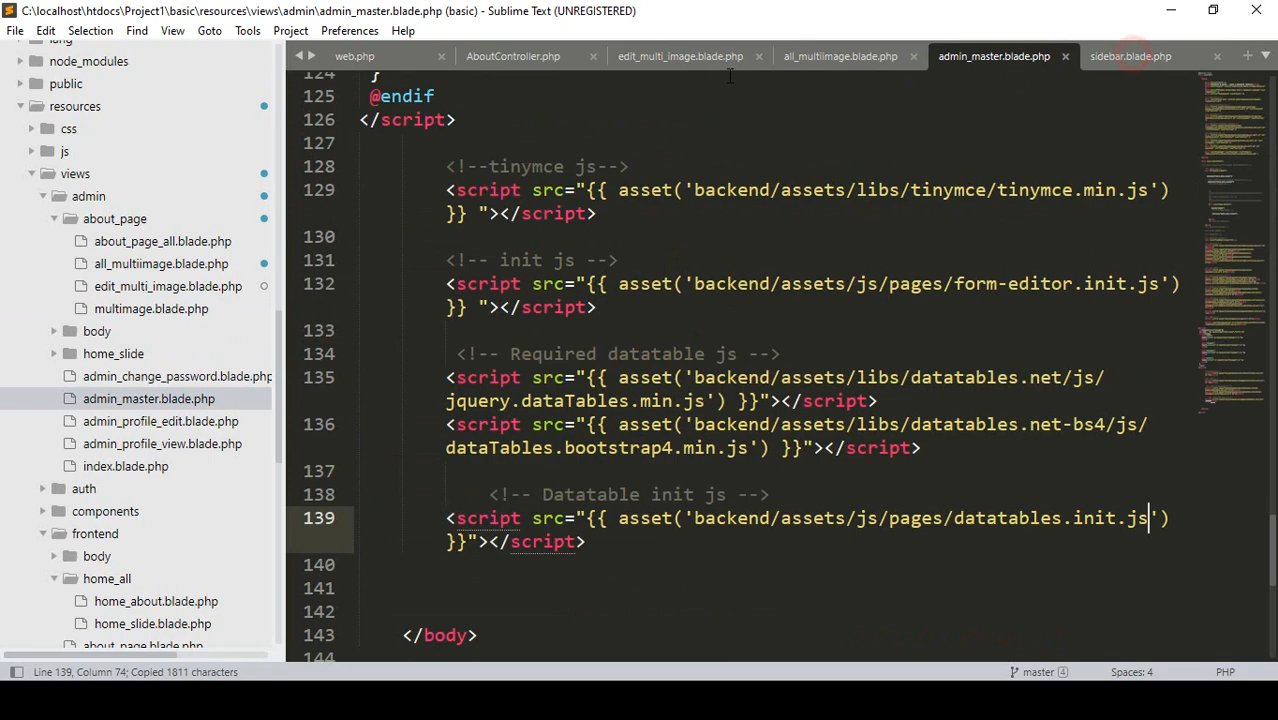 C:\localhost\htdocs\Project1\basic\resources\views\admin\admin_master.blade.php (basic) - Sublime Text (UNREGISTERED)
File Edit Selection Find View Goto Tools Project Preferences Help
web.php AboutController.php edit_multi_image.blade.php all_multiimage.blade.php admin_master.blade.php sidebar.blade.php
lang
node_modules
public
resources
css
js
views
admin
about_page
about_page_all.blade.php
all_multiimage.blade.php
edit_multi_image.blade.php
multimage.blade.php
body
home_slide
admin_change_password.blade.php
admin_master.blade.php
admin_profile_edit.blade.php
admin_profile_view.blade.php
index.blade.php
auth
components
frontend
body
home_all
home_about.blade.php
home_slide.blade.php
about_page.blade.php
124 }
125 @endif
126 </script>
127
128 <!--tinymce js-->
129 <script src="{{ asset('backend/assets/libs/tinymce/tinymce.min.js')
}} "></script>
130
131 <!-- init js -->
132 <script src="{{ asset('backend/assets/js/pages/form-editor.init.js')
}} "></script>
133
134 <!-- Required datatable js -->
135 <script src="{{ asset('backend/assets/libs/datatables.net/js/
jquery.dataTables.min.js') }}"></script>
136 <script src="{{ asset('backend/assets/libs/datatables.net-bs4/js/
dataTables.bootstrap4.min.js') }}"></script>
137
138 <!-- Datatable init js -->
139 <script src="{{ asset('backend/assets/js/pages/datatables.init.js')
}}"></script>
140
141
142
143 </body>
144
Line 139, Column 74; Copied 1811 characters master 4 Spaces: 4 PHP